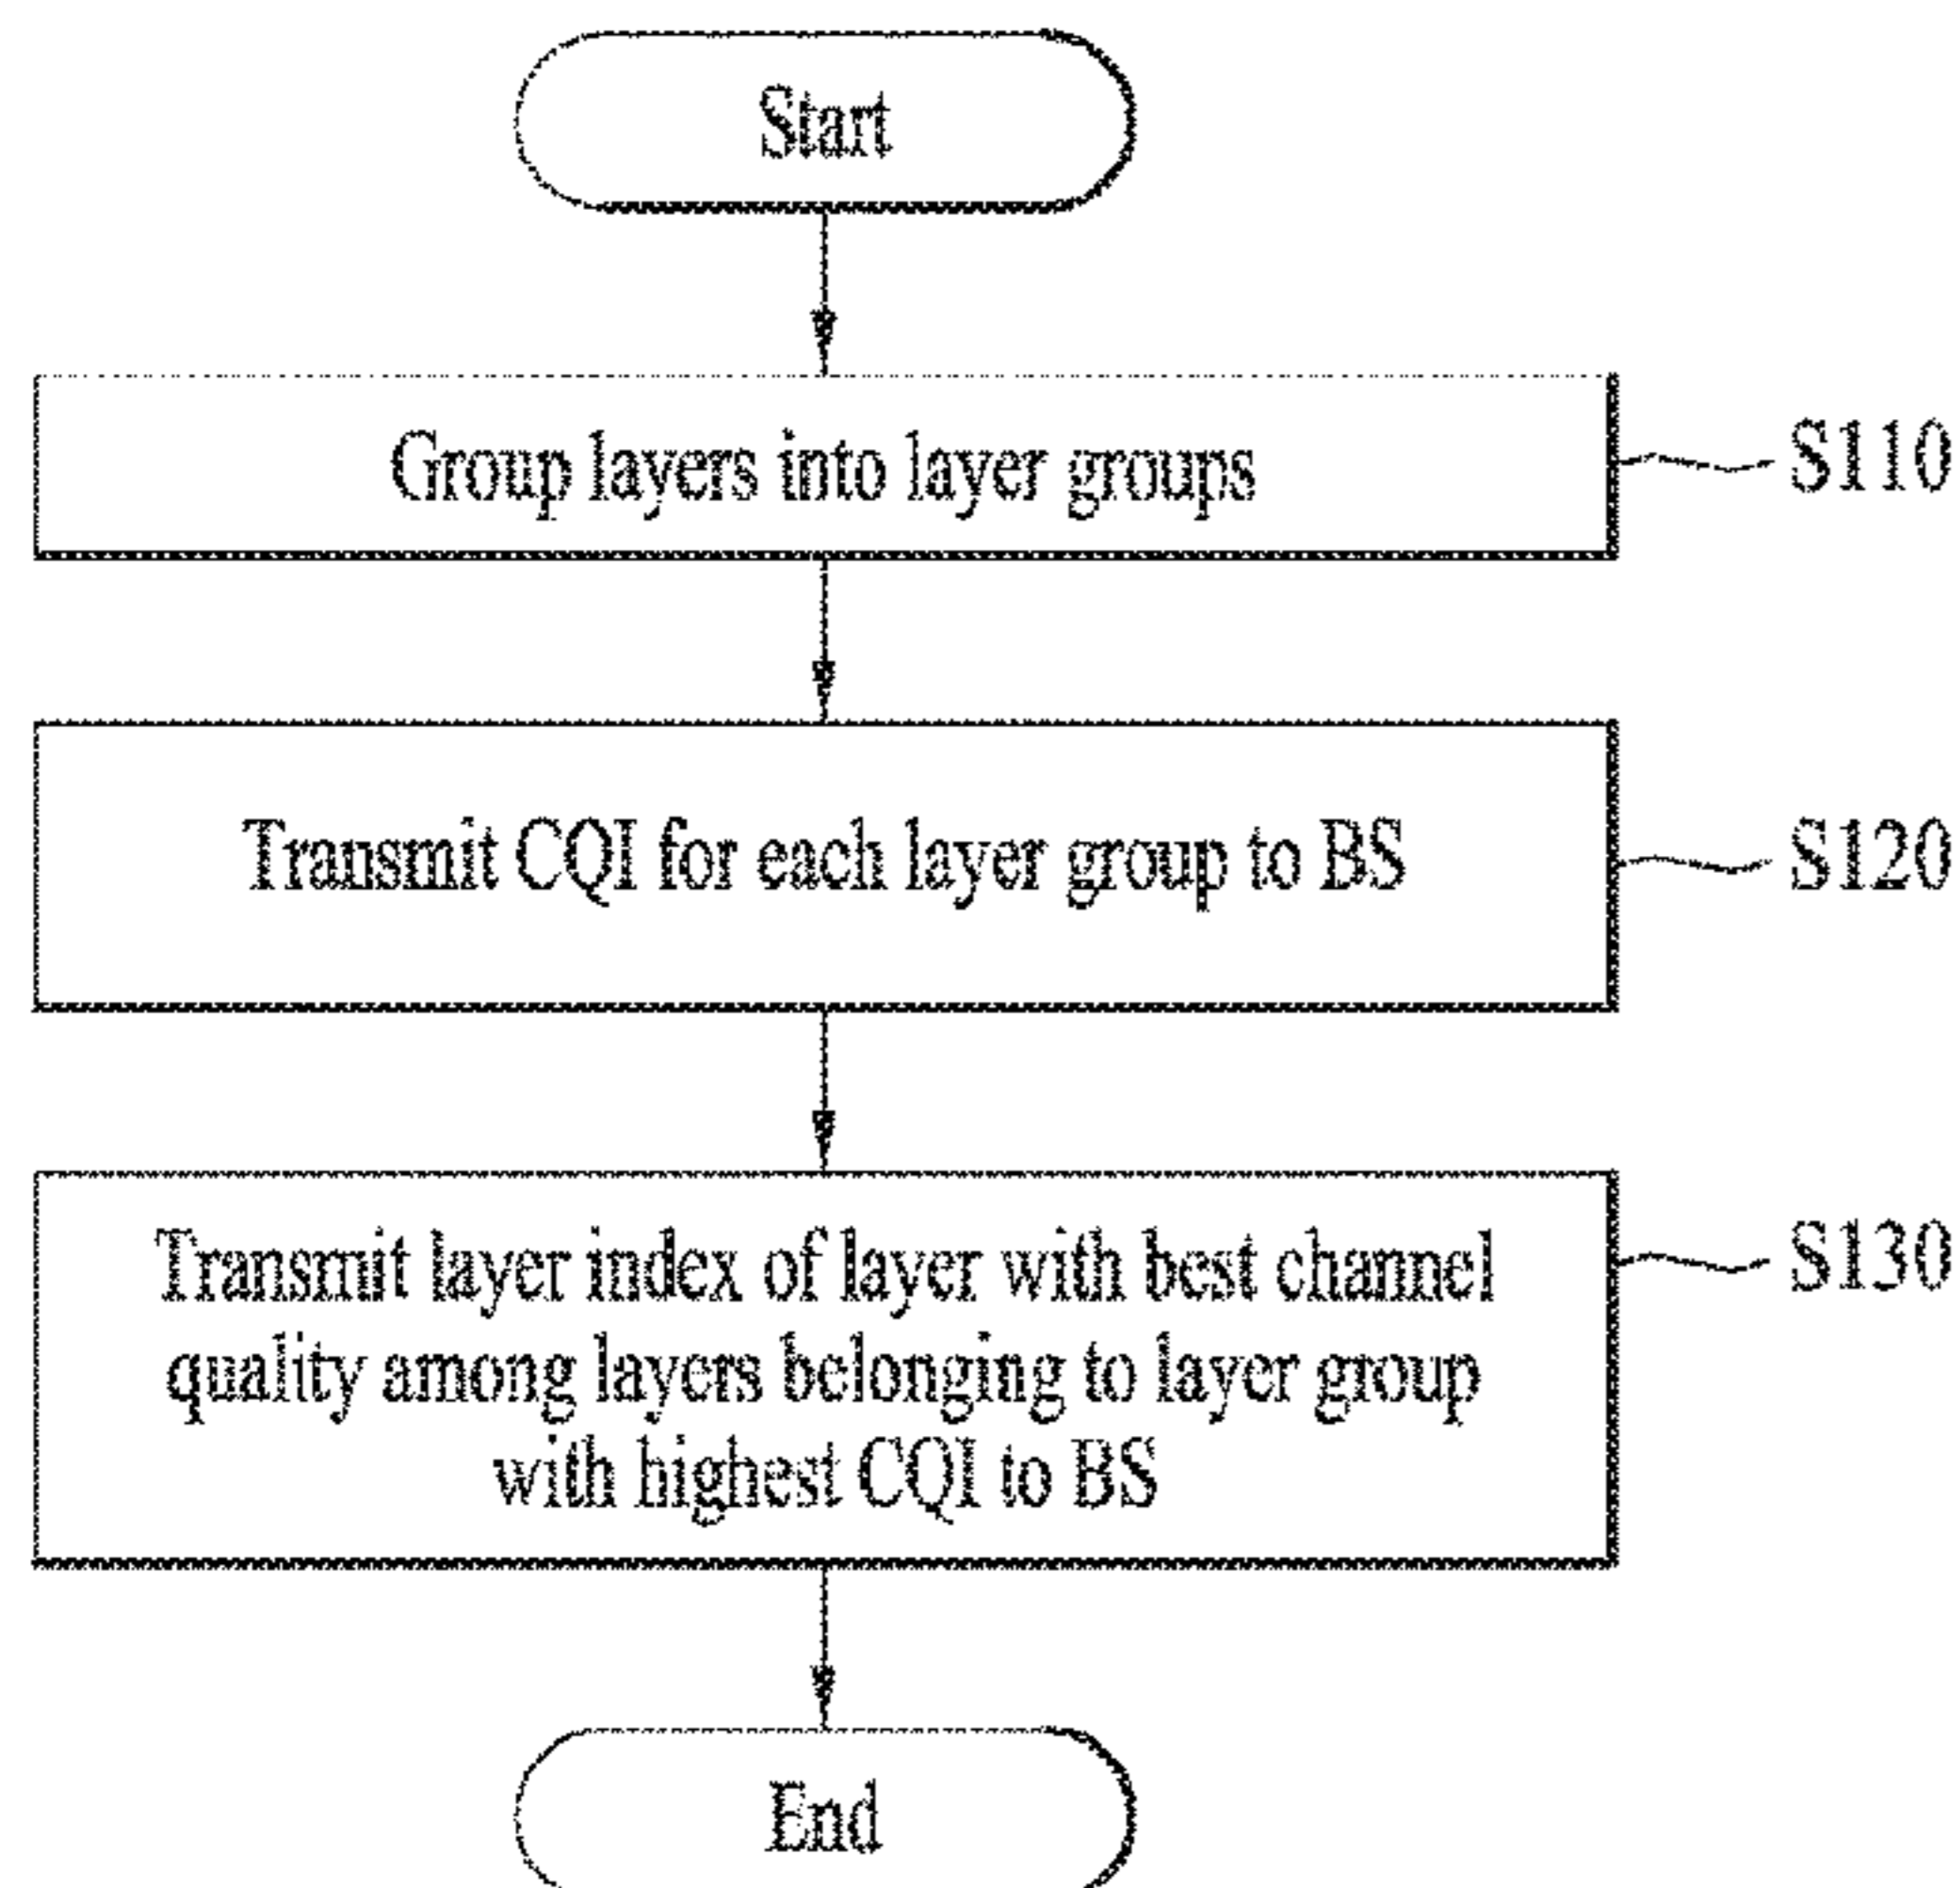 Start
Group layers into layer groups
S110
Transmit CQI for each layer group to BS
S120
Transmit layer index of layer with best channel
quality among layers belonging to layer group
with highest CQI to BS
S130
End